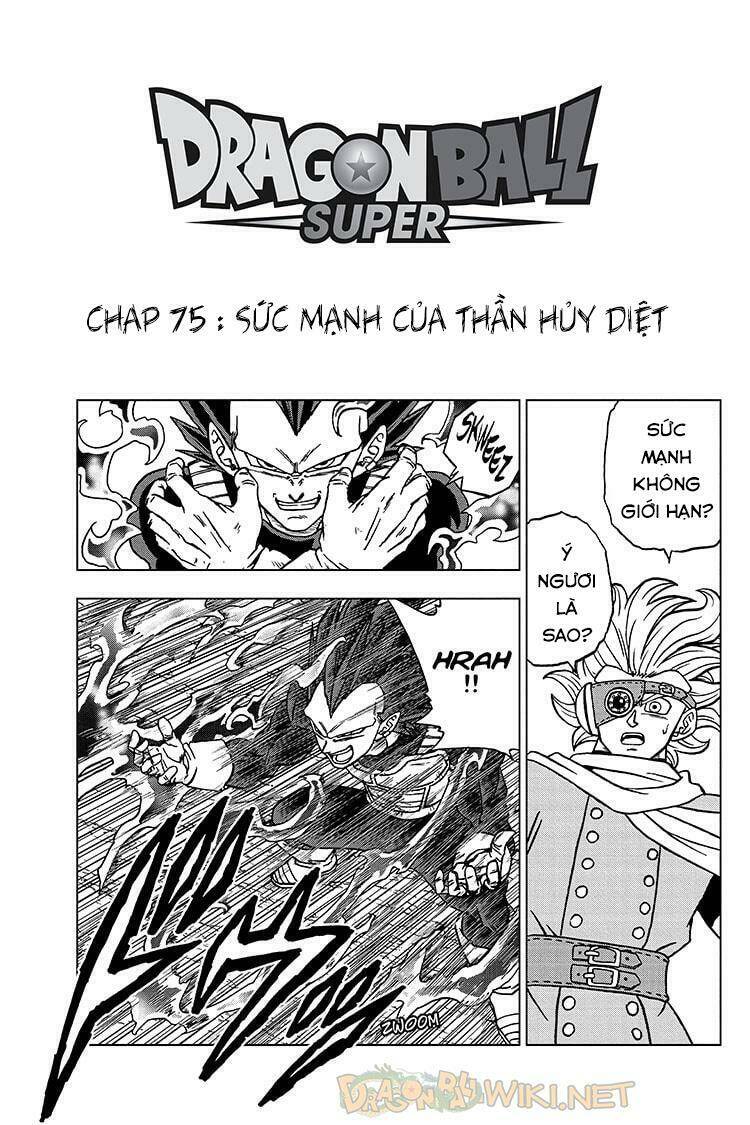 DRAGON BALL
SUPER
CHAP 75 : SỨC MẠNH CỦA THẦN HỦY DIỆT
SỨC
MẠNH
KHÔNG
GIỚI HẠN?
Ý
NGƯƠI
LÀ
SAO?
SKNEEZ
HRAH
!!
ZWOOM
DRAGONBALLWIKI.NET